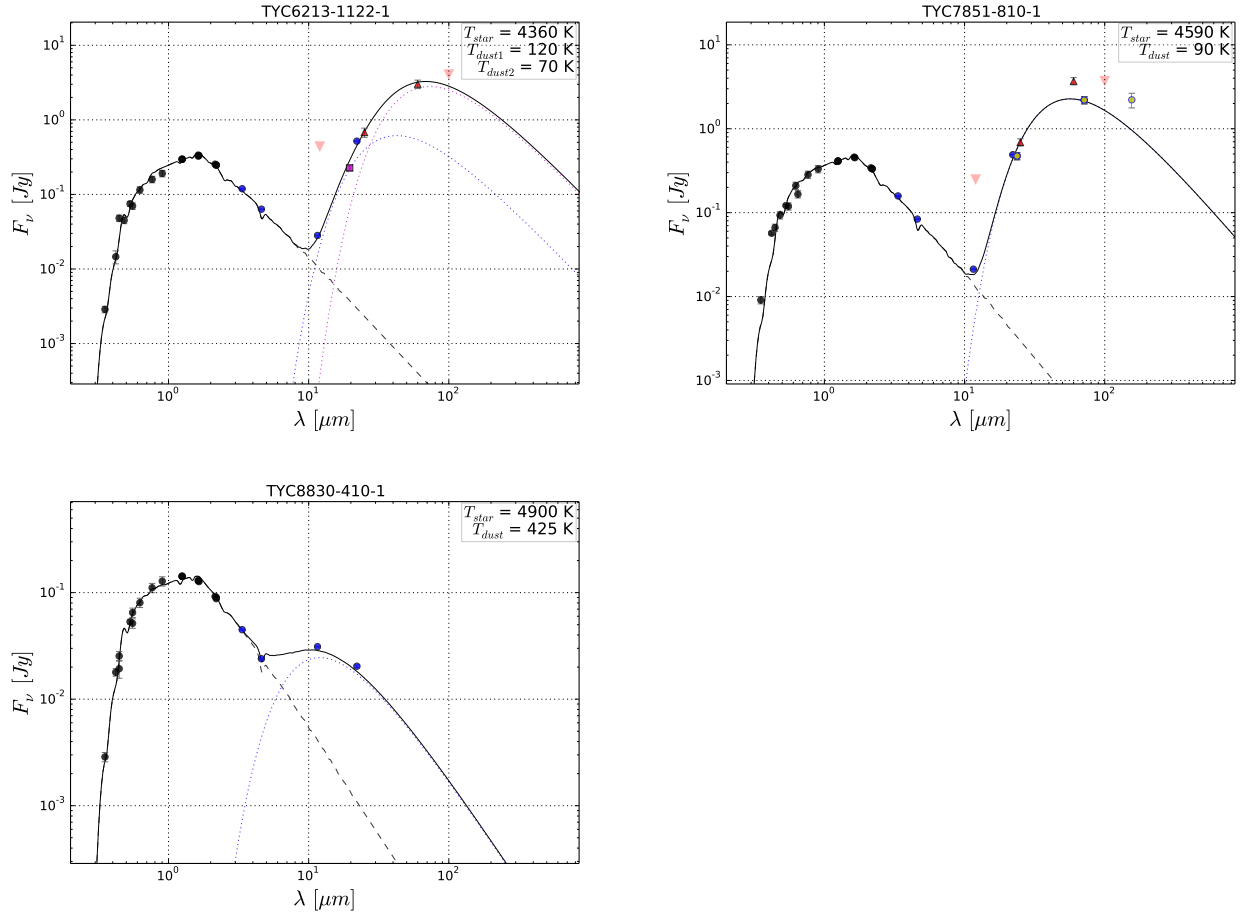 TYC6213-1122-1
T_star = 4360 K
T_dust1 = 120 K
T_dust2 = 70 K
10^1
10^0
10^-1
10^-2
10^-3
F_ν [Jy]
10^0 10^1 10^2
λ [μm]
TYC7851-810-1
T_star = 4590 K
T_dust = 90 K
10^1
10^0
10^-1
10^-2
10^-3
F_ν [Jy]
10^0 10^1 10^2
λ [μm]
TYC8830-410-1
T_star = 4900 K
T_dust = 425 K
10^-1
10^-2
10^-3
F_ν [Jy]
10^0 10^1 10^2
λ [μm]